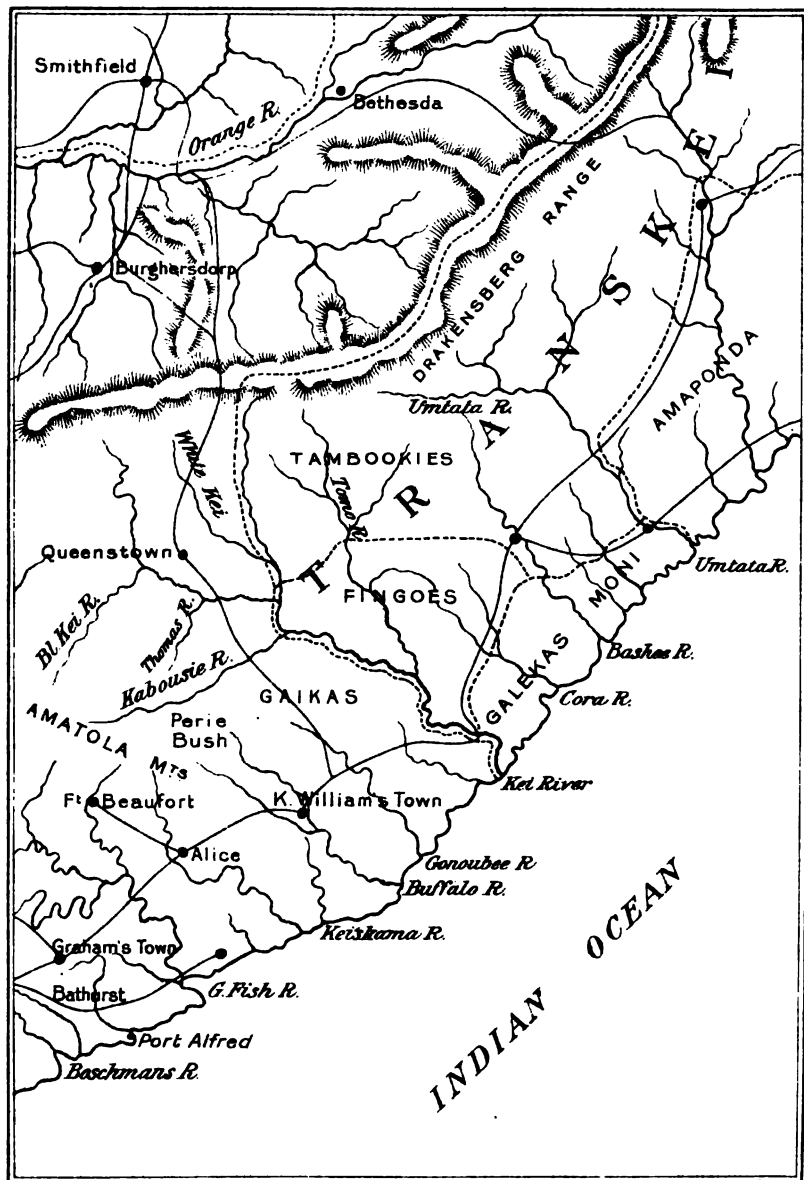 Smithfield
Bethesda
Orange R.
Burghersdorp
DRAKENSBERG RANGE
TRANSKEI
AMAPONDA
Umtata R.
White Kei
TAMBOOKIES
Tomo R.
Queenstown
FINGOES
MONI
Umtata R.
Bl. Kei R.
Thomas R.
Kabousie R.
Bashee R.
GAIKAS
GALEKAS
Cora R.
AMATOLA MTS
Perie
Bush
Kei River
Ft. Beaufort
K. William's Town
Alice
Gonoubee R
Buffalo R.
Keiskama R.
Graham's Town
Bathurst
G. Fish R.
Port Alfred
Boschmans R.
INDIAN OCEAN